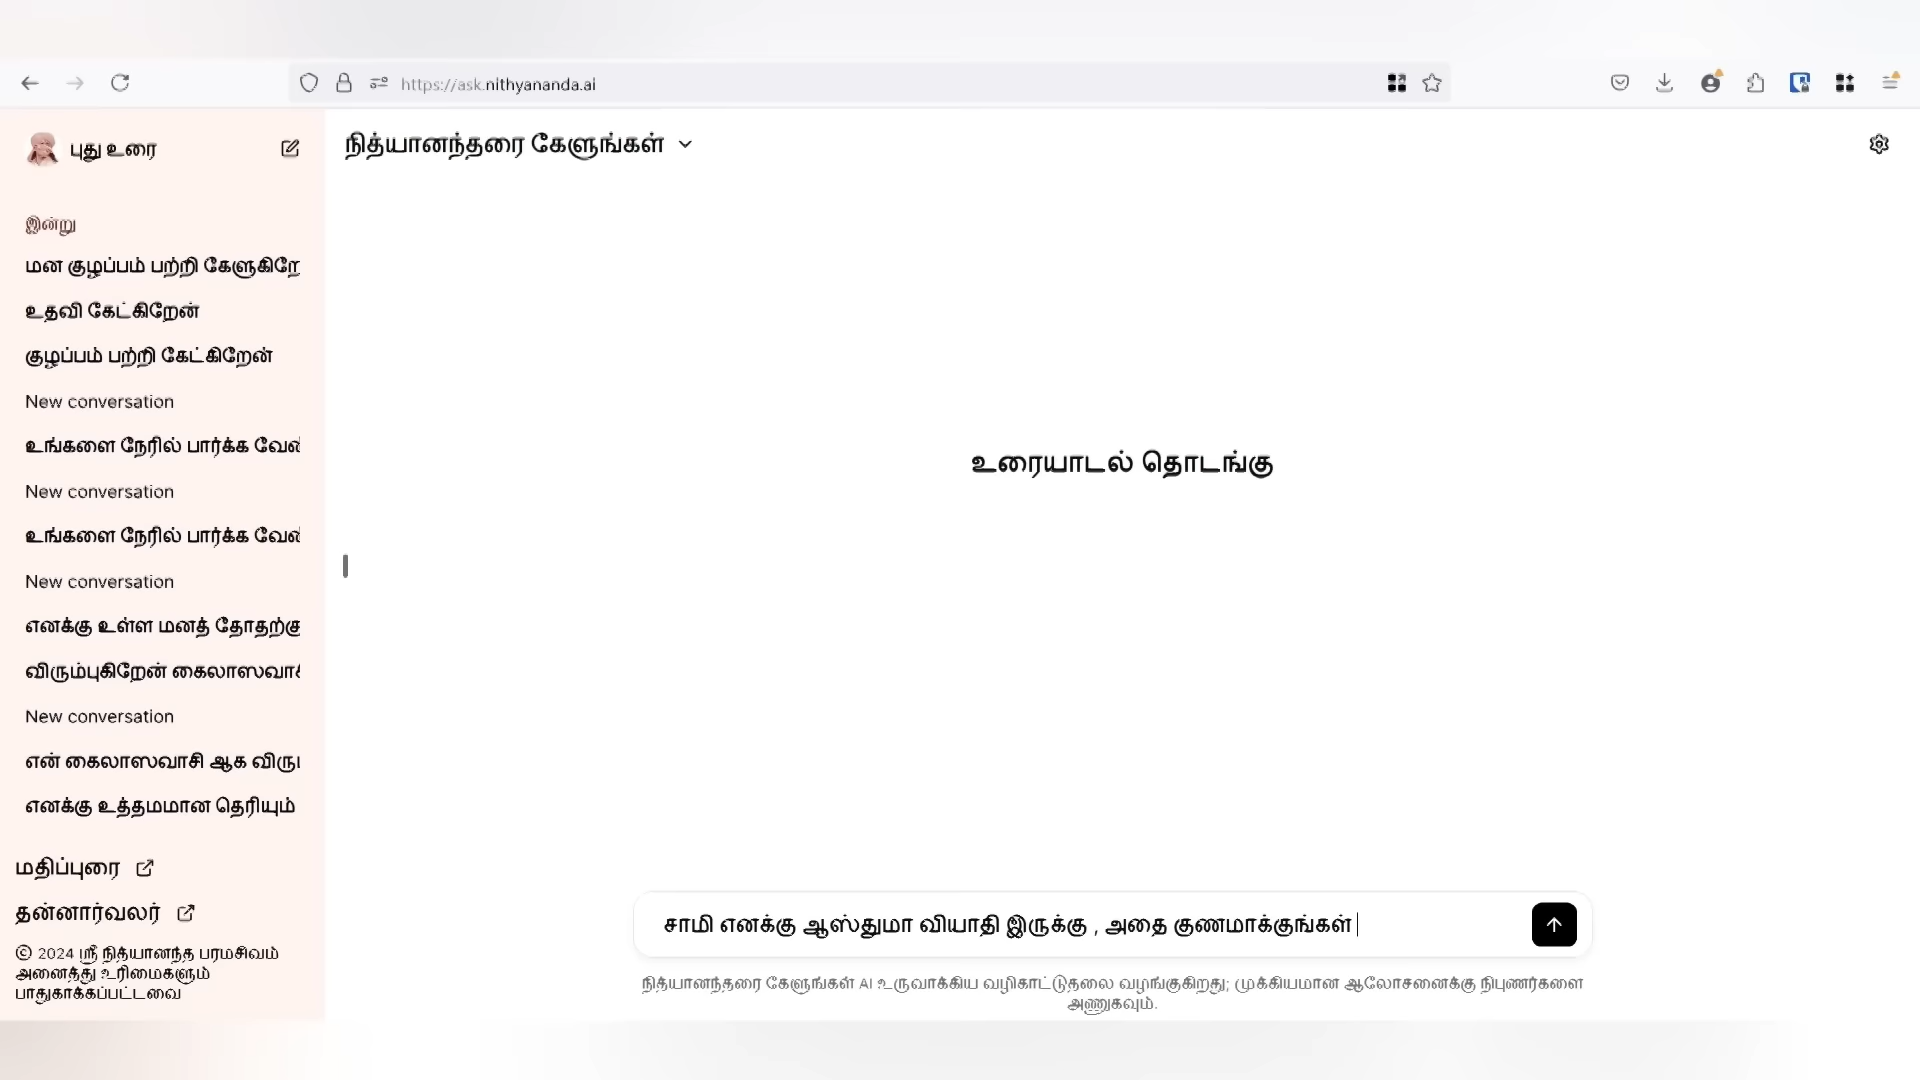 https://ask.nithyananda.ai
புது உரை
நித்யானந்தரை கேளுங்கள்
இன்று
மன குழப்பம் பற்றி கேளுகிறே
உதவி கேட்கிறேன்
குழப்பம் பற்றி கேட்கிறேன்
New conversation
உங்களை நேரில் பார்க்க
New conversation
உங்களை நேரில் பார்க்க
New conversation
எனக்கு உள்ள மனத் தோதற்கு
விரும்புகிறேன்
New conversation
என் கைலாஸவாசி ஆக
எனக்கு உத்தமமான தெரியும்
மதிப்புரை
தன்னார்வலர்
© 2024 ஸ்ரீ நித்யானந்த பரமசிவம்
அனைத்து உரிமைகளும்
பாதுகாக்கப்பட்டவை
உரையாடல் தொடங்கு
சாமி எனக்கு ஆஸ்துமா வியாதி இருக்கு , அதை குணமாக்குங்கள்
நித்யானந்தரை கேளுங்கள் AI உருவாக்கிய வழிகாட்டுதலை வழங்குகிறது; முக்கியமான ஆலோசனைக்கு நிபுணர்களை
அணுகவும்.